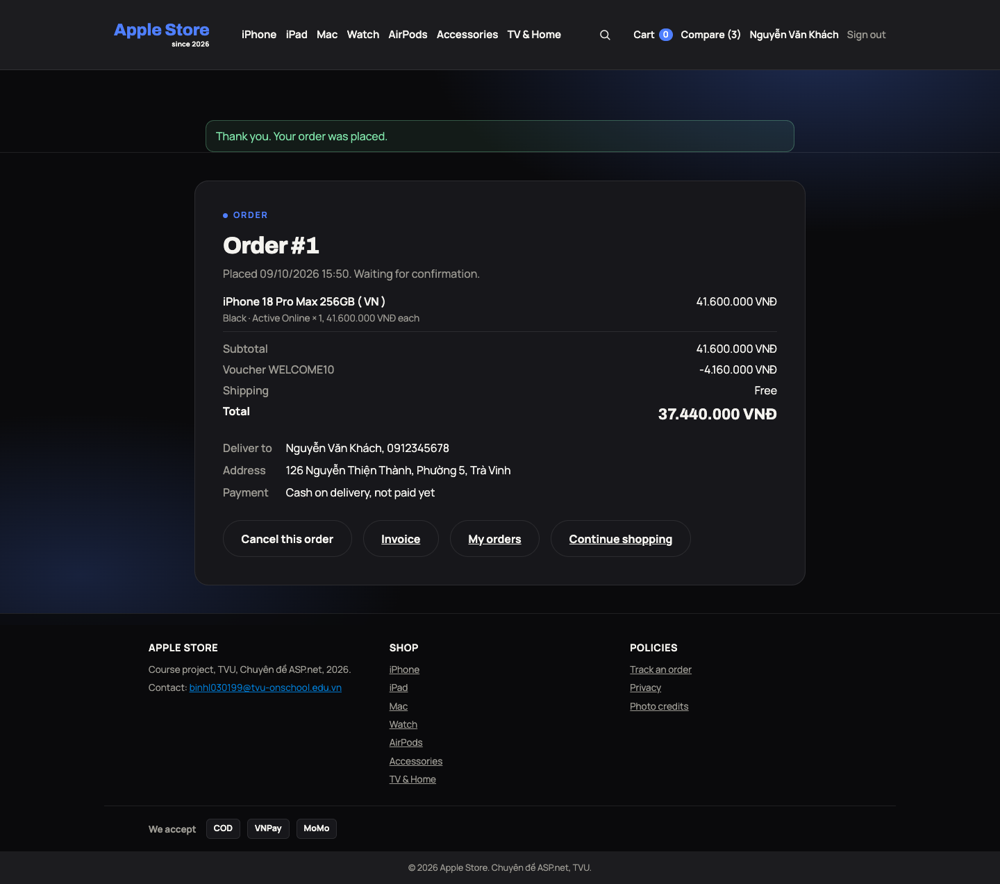 Apple Store
since 2026
iPhone iPad Mac Watch AirPods Accessories TV & Home
Cart 0 Compare (3) Nguyễn Văn Khách Sign out
Thank you. Your order was placed.
ORDER
Order #1
Placed 09/10/2026 15:50. Waiting for confirmation.
iPhone 18 Pro Max 256GB ( VN ) 41.600.000 VNĐ
Black · Active Online × 1, 41.600.000 VNĐ each
Subtotal 41.600.000 VNĐ
Voucher WELCOME10 -4.160.000 VNĐ
Shipping Free
Total 37.440.000 VNĐ
Deliver to Nguyễn Văn Khách, 0912345678
Address 126 Nguyễn Thiện Thành, Phường 5, Trà Vinh
Payment Cash on delivery, not paid yet
Cancel this order Invoice My orders Continue shopping
APPLE STORE
Course project, TVU, Chuyên đề ASP.net, 2026.
Contact: binhl030199@tvu-onschool.edu.vn
SHOP
iPhone
iPad
Mac
Watch
AirPods
Accessories
TV & Home
POLICIES
Track an order
Privacy
Photo credits
We accept COD VNPay MoMo
© 2026 Apple Store. Chuyên đề ASP.net, TVU.